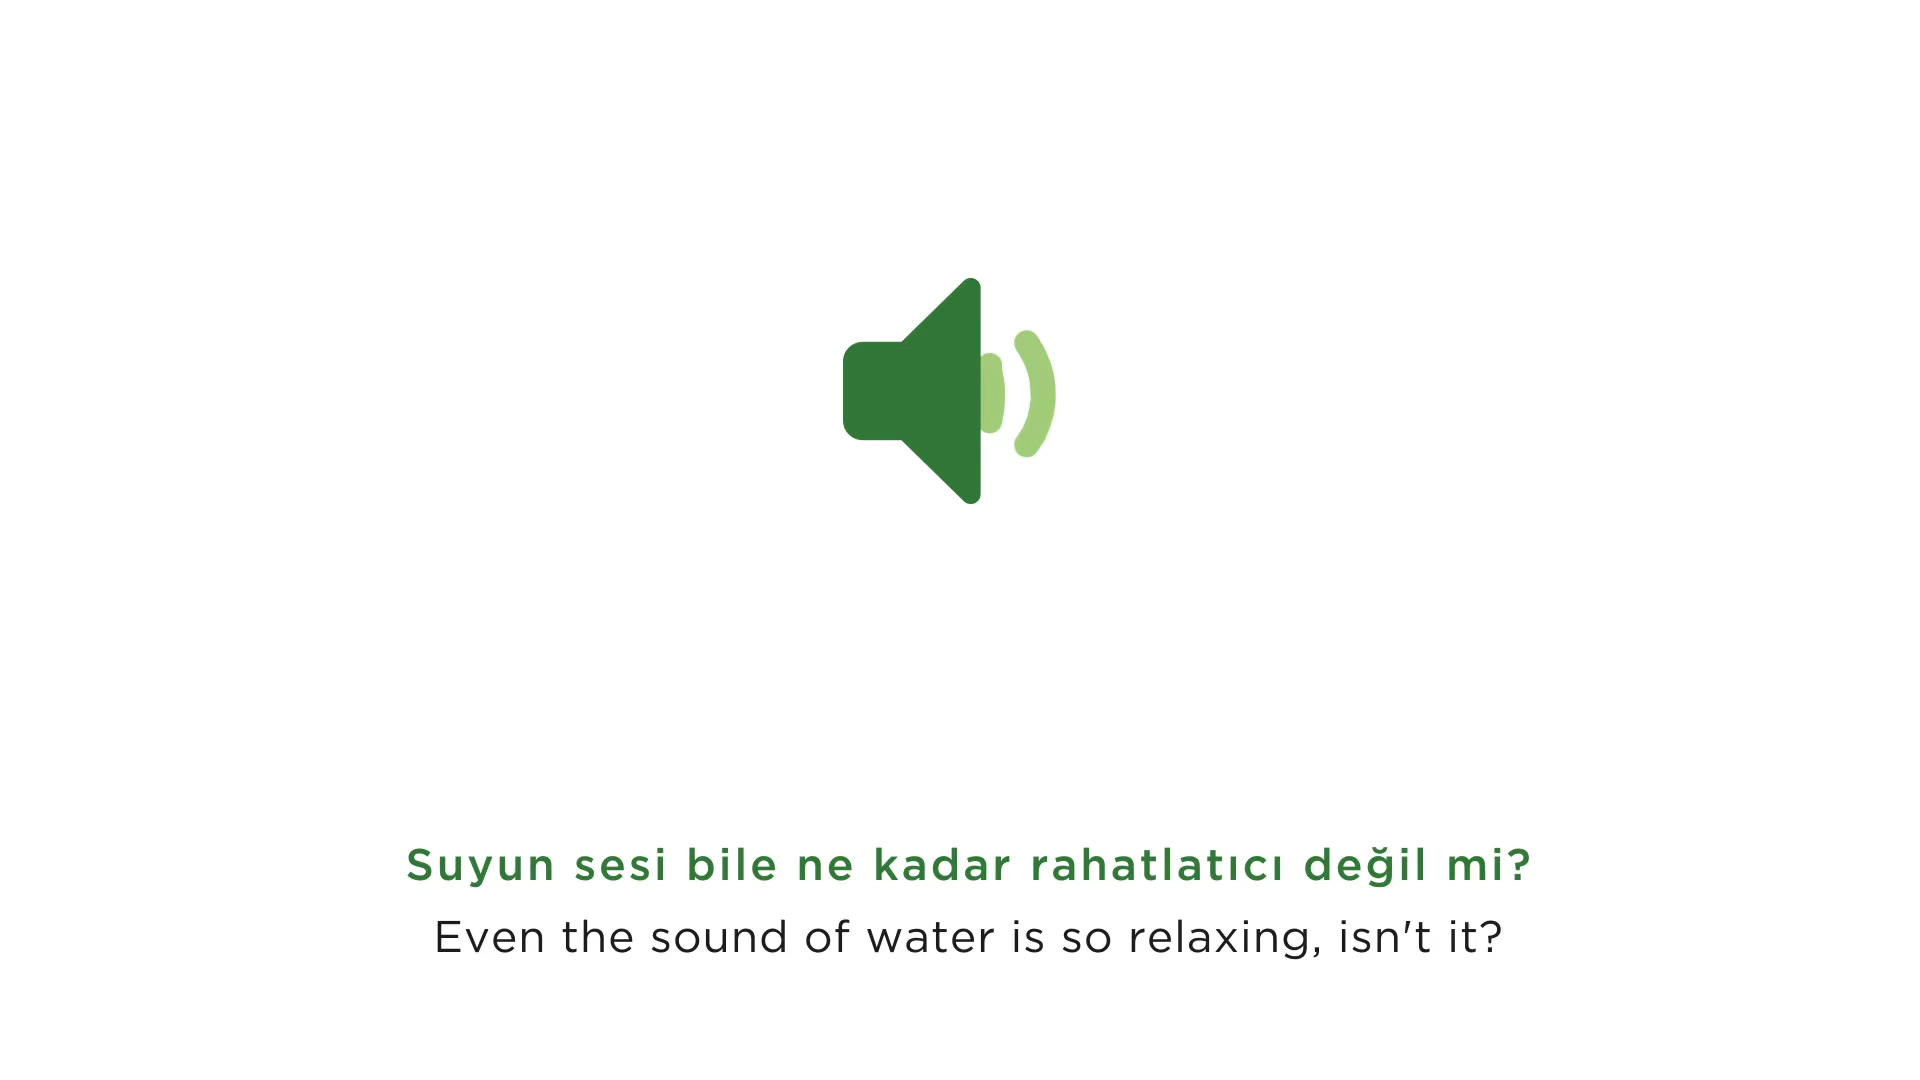 Suyun sesi bile ne kadar rahatlatıcı değil mi?
Even the sound of water is so relaxing, isn't it?